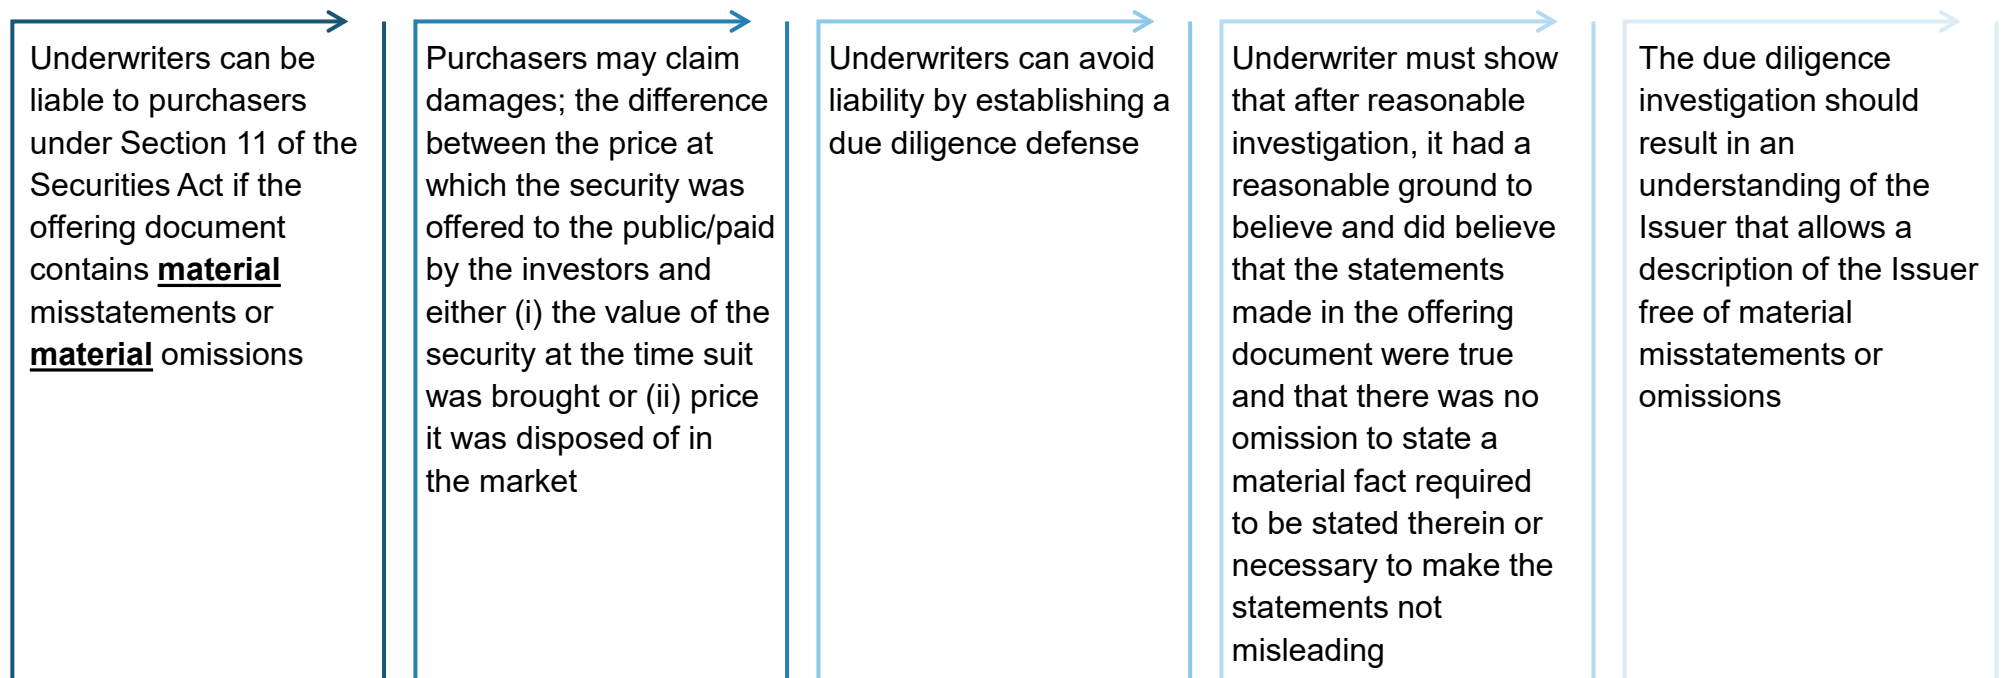 Underwriters can be
liable to purchasers
under Section 11 of the
Securities Act if the
offering document
contains material
misstatements or
material omissions
Purchasers may claim
damages; the difference
between the price at
which the security was
offered to the public/paid
by the investors and
either (i) the value of the
security at the time suit
was brought or (ii) price
it was disposed of in
the market
Underwriters can avoid
liability by establishing a
due diligence defense
Underwriter must show
that after reasonable
investigation, it had a
reasonable ground to
believe and did believe
that the statements
made in the offering
document were true
and that there was no
omission to state a
material fact required
to be stated therein or
necessary to make the
statements not
misleading
The due diligence
investigation should
result in an
understanding of the
Issuer that allows a
description of the Issuer
free of material
misstatements or
omissions